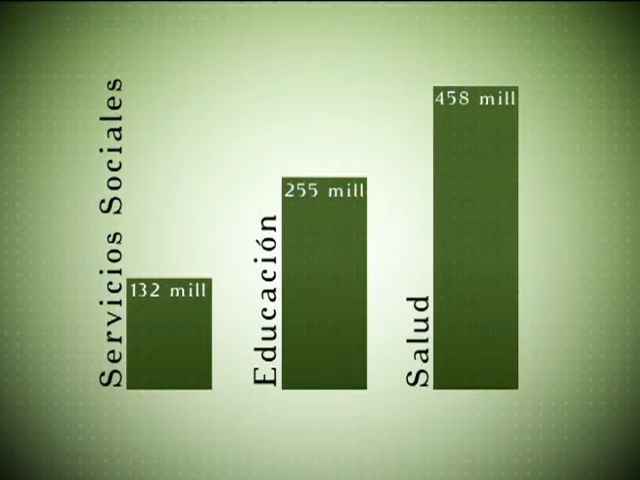 Servicios Sociales
132 mill
Educación
255 mill
Salud
458 mill